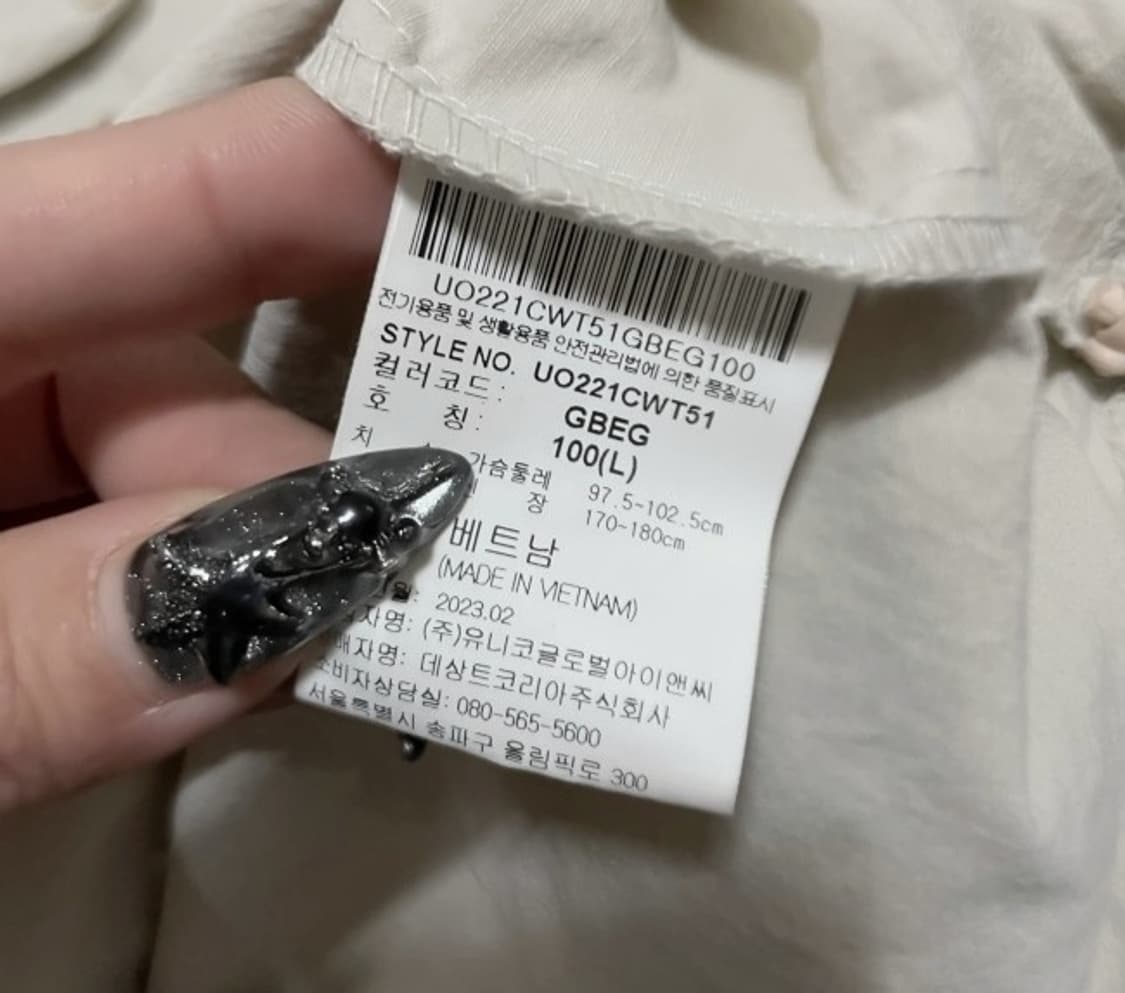 UO221CWT51GBEG100
전기용품 및 생활용품 안전관리법에 의한 품질표시
STYLE NO. UO221CWT51
컬러코드: GBEG
호 칭: 100(L)
치 가슴둘레 97.5~102.5cm
장 170~180cm
베트남
(MADE IN VIETNAM)
월: 2023.02
자명: (주)유니코글로벌아이앤씨
매자명: 데상트코리아주식회사
소비자상담실: 080-565-5600
서울특별시 송파구 올림픽로 300